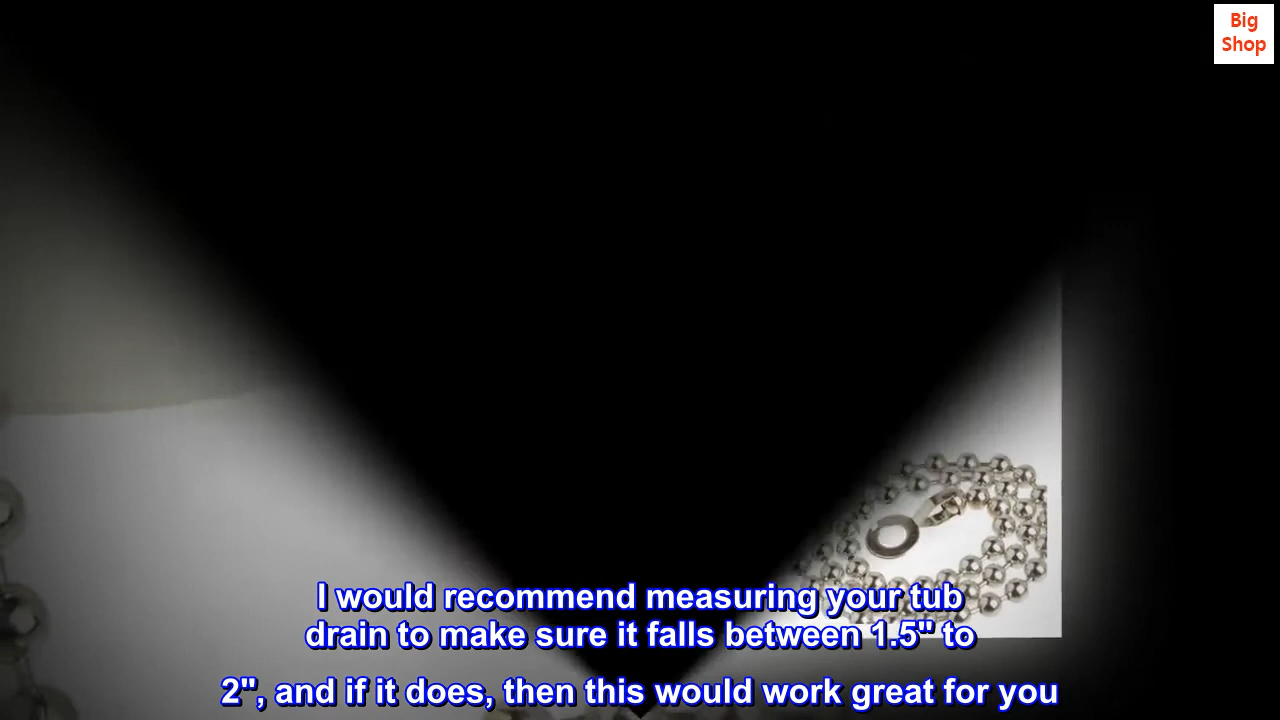 Big
Shop
I would recommend measuring your tub
drain to make sure it falls between 1.5" to
2", and if it does, then this would work great for you